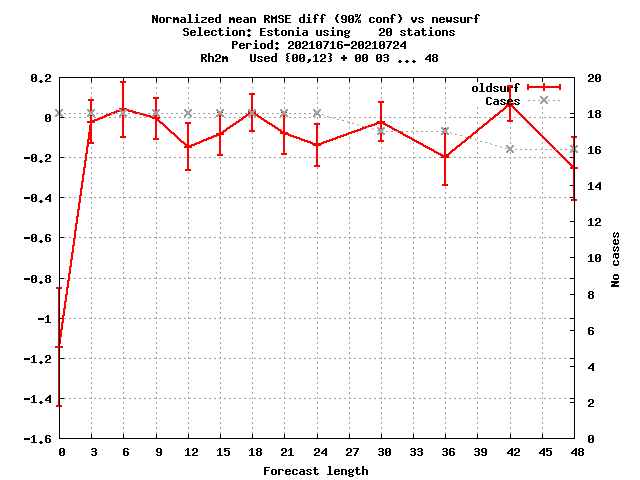 Normalized mean RMSE diff (90% conf) vs newsurf
Selection: Estonia using    20 stations
Period: 20210716-20210724
Rh2m   Used {00,12} + 00 03 ... 48
oldsurf
Cases
0.2
0
-0.2
-0.4
-0.6
-0.8
-1
-1.2
-1.4
-1.6
20
18
16
14
12
10
8
6
4
2
0
No cases
0 3 6 9 12 15 18 21 24 27 30 33 36 39 42 45 48
Forecast length